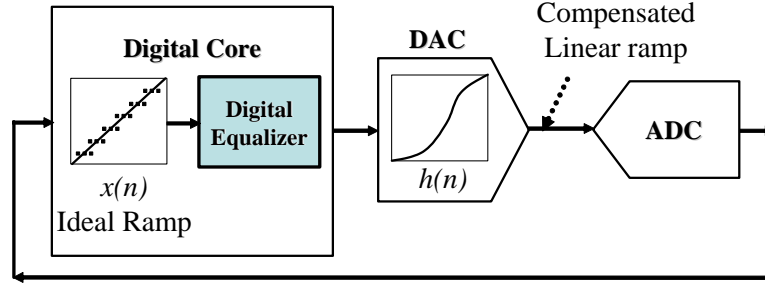 Compensated
Linear ramp
Digital Core
DAC
Digital
Equalizer
ADC
x(n)
h(n)
Ideal Ramp